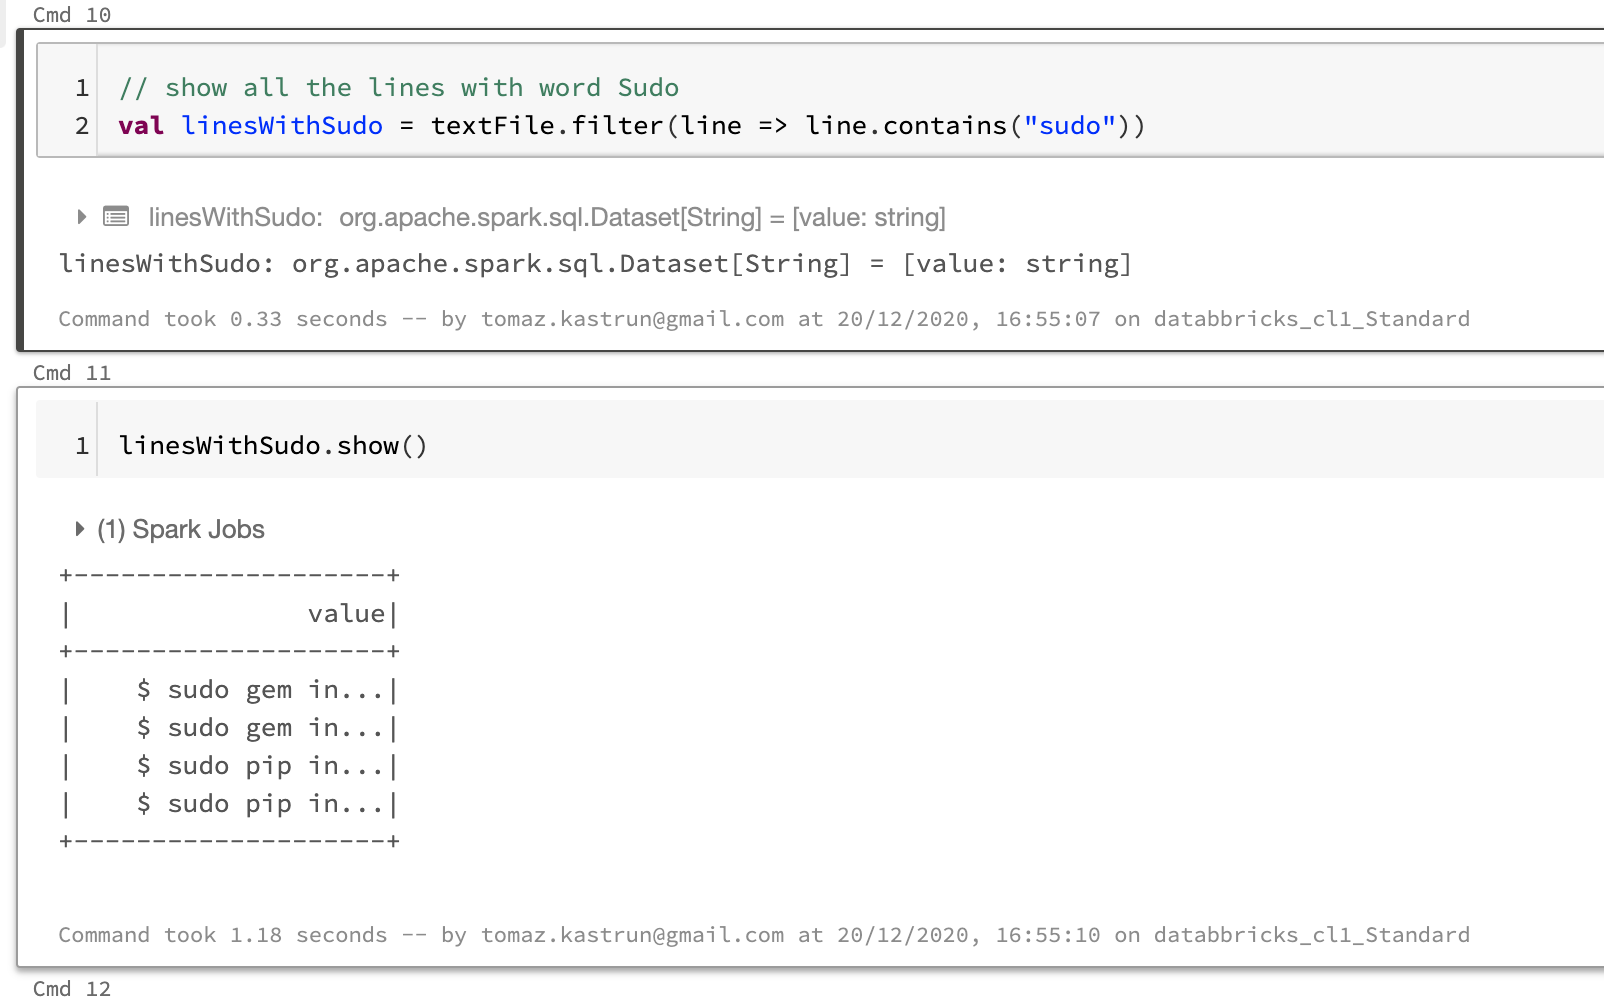 Cmd 10
1 // show all the lines with word Sudo
2 val linesWithSudo = textFile.filter(line => line.contains("sudo"))
linesWithSudo: org.apache.spark.sql.Dataset[String] = [value: string]
linesWithSudo: org.apache.spark.sql.Dataset[String] = [value: string]
Command took 0.33 seconds -- by tomaz.kastrun@gmail.com at 20/12/2020, 16:55:07 on databbricks_cl1_Standard
Cmd 11
1 linesWithSudo.show()
(1) Spark Jobs
+--------------------+
|               value|
+--------------------+
|    $ sudo gem in...|
|    $ sudo gem in...|
|    $ sudo pip in...|
|    $ sudo pip in...|
+--------------------+
Command took 1.18 seconds -- by tomaz.kastrun@gmail.com at 20/12/2020, 16:55:10 on databbricks_cl1_Standard
Cmd 12